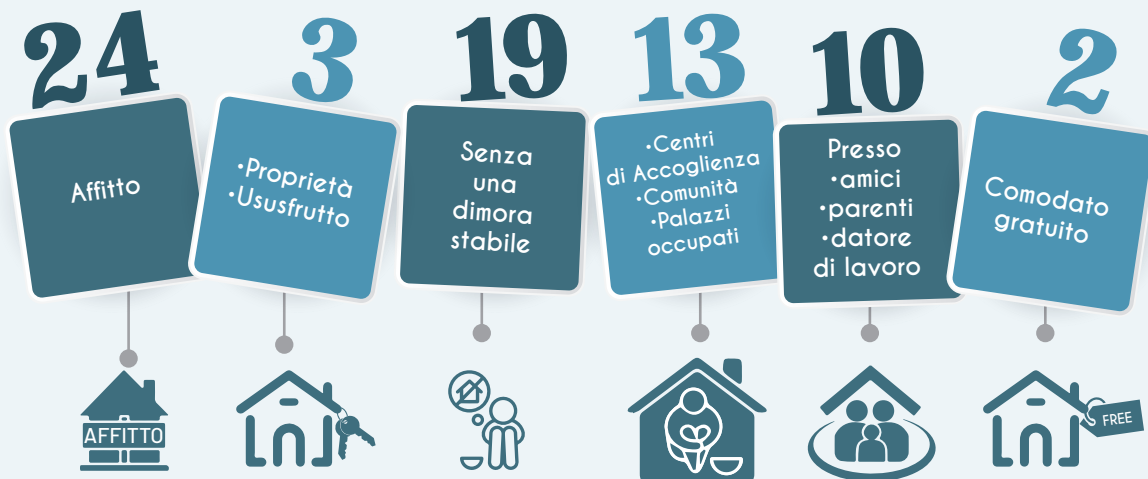 24
Affitto
3
•Proprietà
•Ususfrutto
19
Senza
una
dimora
stabile
13
•Centri
di Accoglienza
•Comunità
•Palazzi
occupati
10
Presso
•amici
•parenti
•datore
di lavoro
2
Comodato
gratuito
AFFITTO
FREE